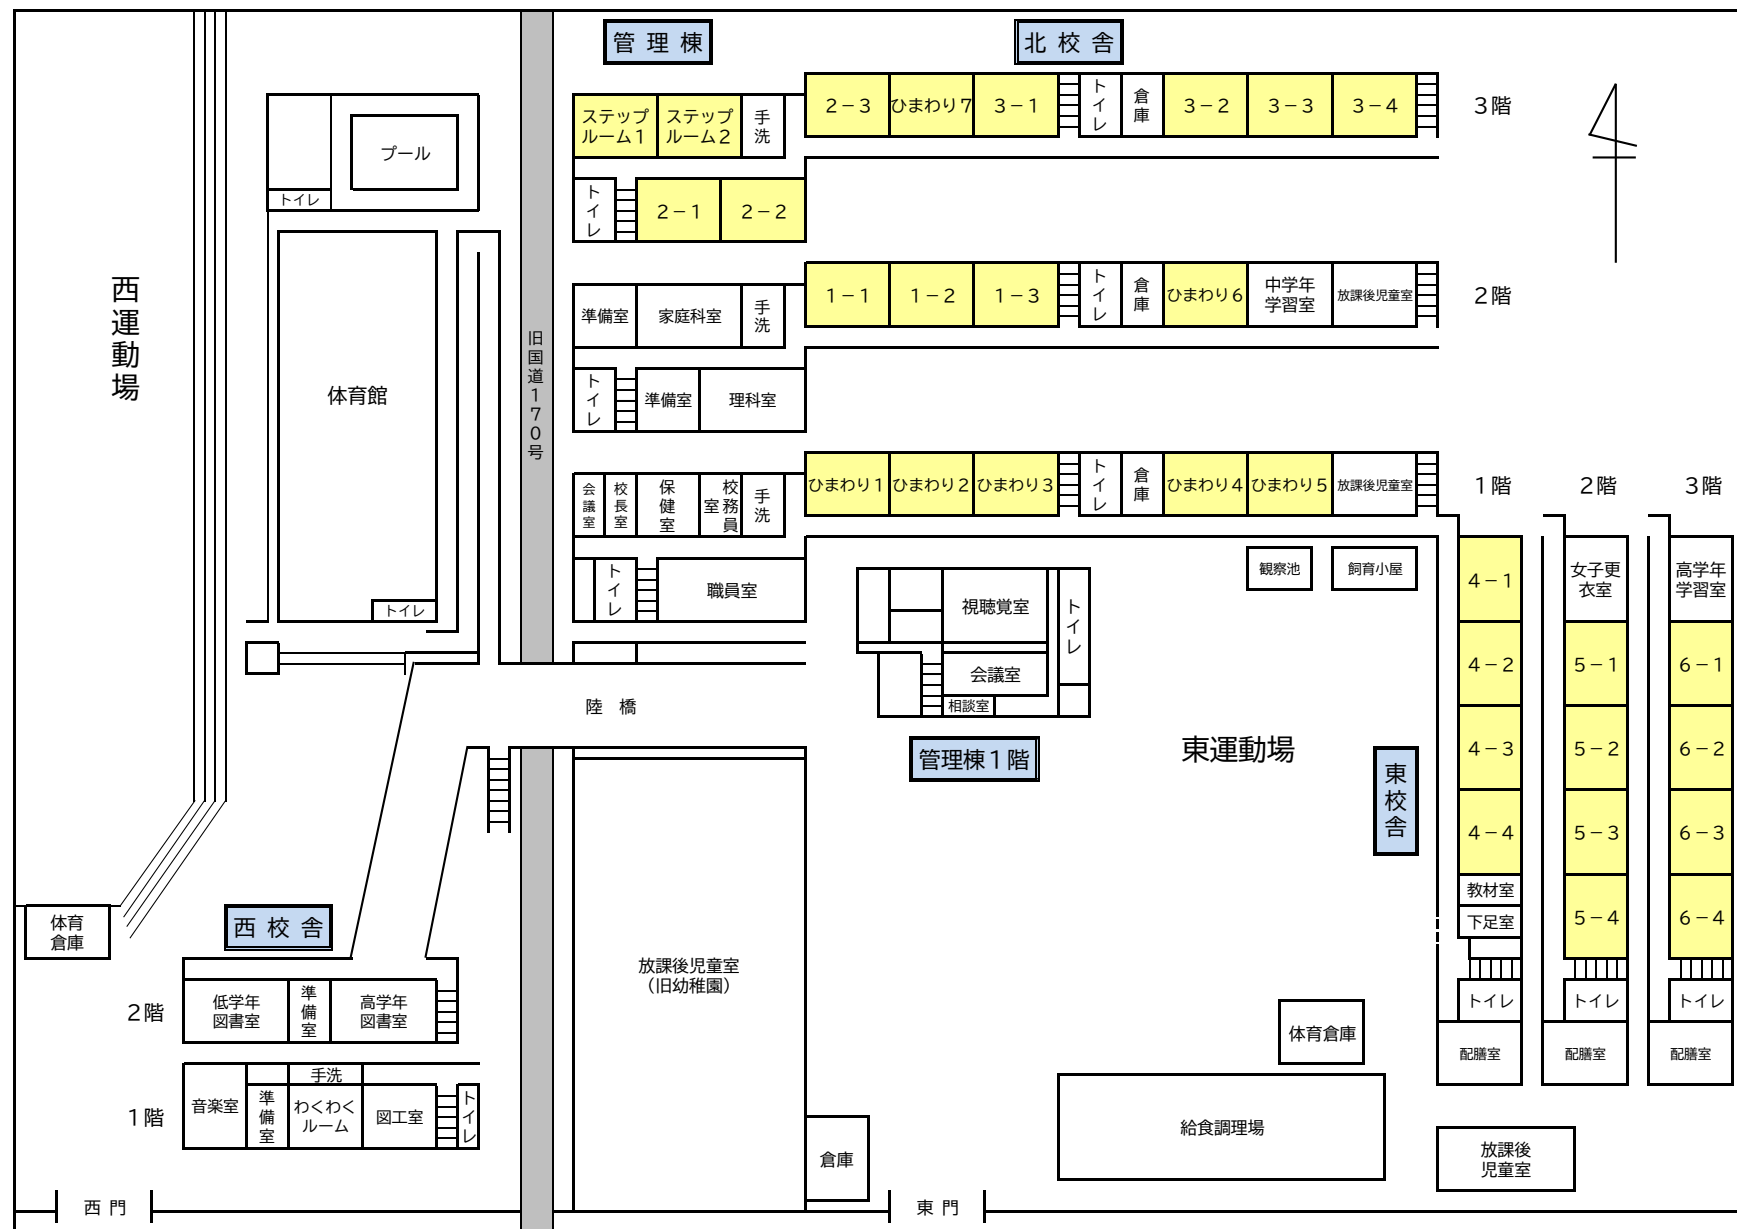 管理棟
北校舎
2－3
ひまわり7
3－1
トイレ
倉庫
3－2
3－3
3－4
3階
ステップ
ルーム1
ステップ
ルーム2
手洗
トイレ
2－1
2－2
プール
トイレ
西運動場
体育館
トイレ
旧国道170号
1－1
1－2
1－3
トイレ
倉庫
ひまわり6
中学年
学習室
放課後児童室
2階
準備室
家庭科室
手洗
トイレ
準備室
理科室
ひまわり1
ひまわり2
ひまわり3
トイレ
倉庫
ひまわり4
ひまわり5
放課後児童室
1階
2階
3階
会議室
校長室
保健室
校務員室
手洗
トイレ
職員室
観察池
飼育小屋
視聴覚室
トイレ
会議室
相談室
管理棟1階
陸橋
東運動場
東校舎
4－1
4－2
4－3
4－4
教材室
下足室
トイレ
配膳室
女子更
衣室
5－1
5－2
5－3
5－4
トイレ
配膳室
高学年
学習室
6－1
6－2
6－3
6－4
トイレ
配膳室
体育
倉庫
西校舎
2階
低学年
図書室
準備室
高学年
図書室
1階
音楽室
準備室
手洗
わくわく
ルーム
図工室
トイレ
放課後児童室
（旧幼稚園）
倉庫
体育倉庫
給食調理場
放課後
児童室
西門
東門